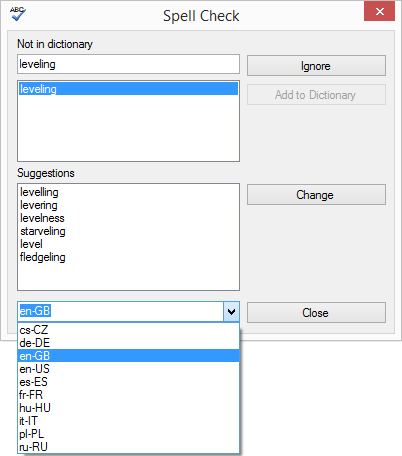 ABC
Spell Check
Not in dictionary
leveling
Ignore
leveling
Add to Dictionary
Suggestions
levelling
levering
levelness
starveling
level
fledgeling
Change
en-GB
Close
cs-CZ
de-DE
en-GB
en-US
es-ES
fr-FR
hu-HU
it-IT
pl-PL
ru-RU